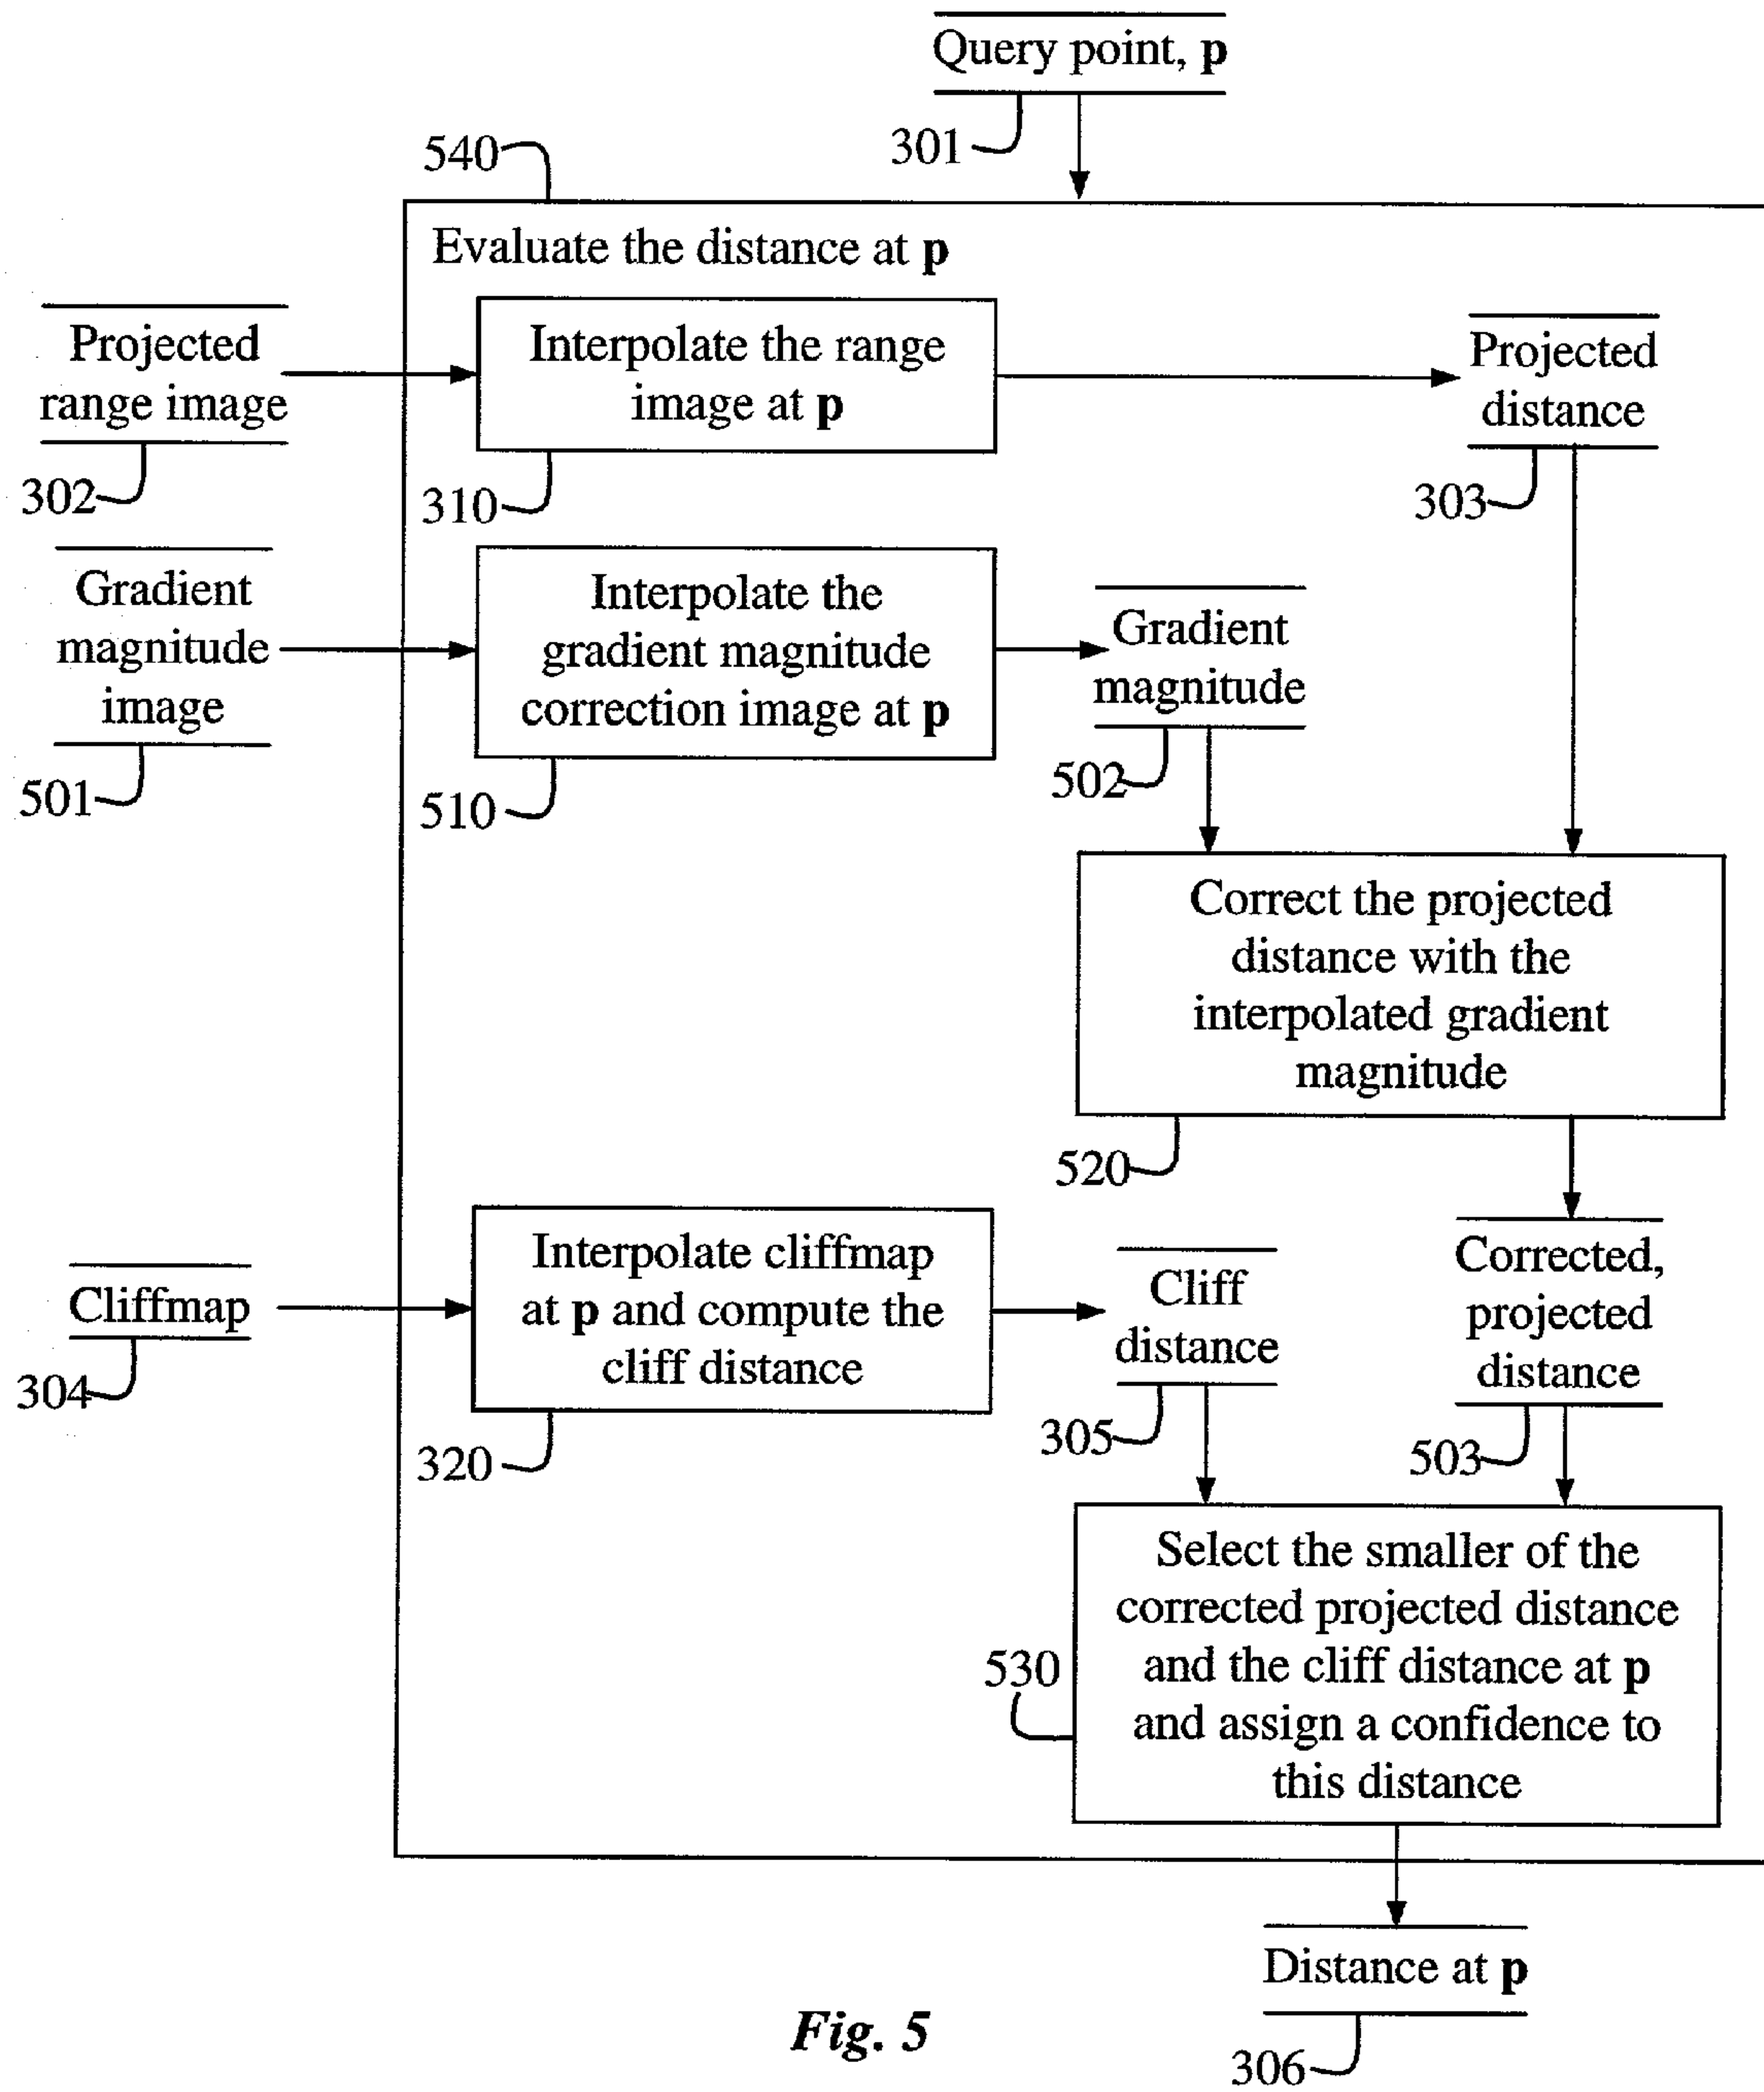 Query point, p
301
540
Evaluate the distance at p
Projected
range image
302
Interpolate the range
image at p
310
Projected
distance
303
Gradient
magnitude
image
501
Interpolate the
gradient magnitude
correction image at p
510
Gradient
magnitude
502
Correct the projected
distance with the
interpolated gradient
magnitude
520
Cliffmap
304
Interpolate cliffmap
at p and compute the
cliff distance
320
Cliff
distance
305
Corrected,
projected
distance
503
Select the smaller of the
corrected projected distance
and the cliff distance at p
and assign a confidence to
this distance
530
Distance at p
306
Fig. 5